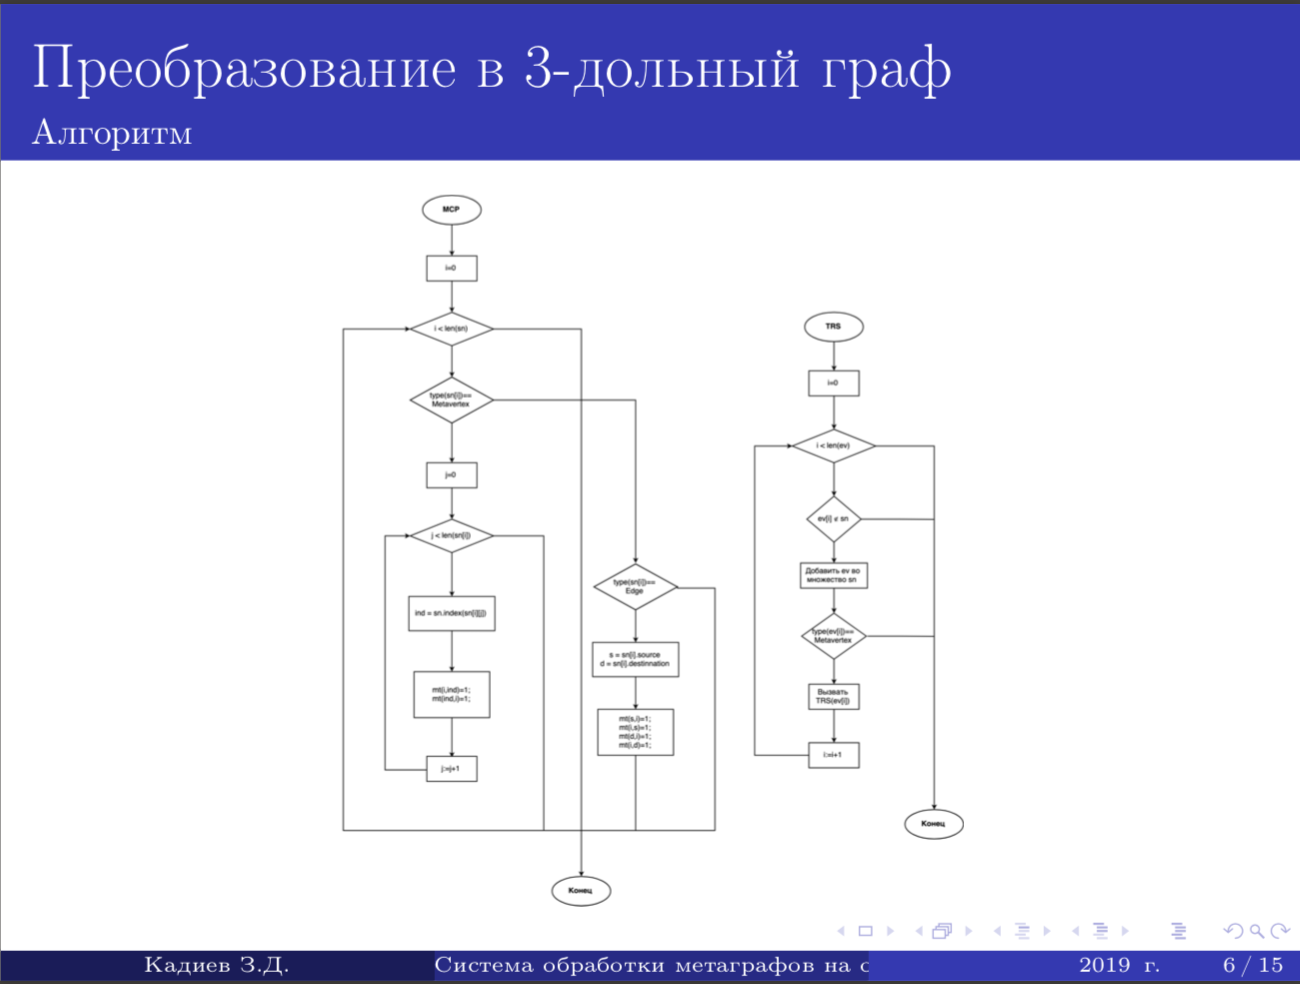 Преобразование в 3-дольный граф
Алгоритм
MCP
i=0
i < len(sn)
type(sn[i])==
Metavertex
j=0
j < len(sn[i])
ind = sn.index(sn[i][j])
mt(i,ind)=1;
mt(ind,i)=1;
j:=j+1
type(sn[i])==
Edge
s = sn[i].source
d = sn[i].destinnation
mt(s,i)=1;
mt(i,s)=1;
mt(d,i)=1;
mt(i,d)=1;
Конец
TRS
i=0
i < len(ev)
ev[i] ∉ sn
Добавить ev во
множество sn
type(ev[i])==
Metavertex
Вызвать
TRS(ev[i])
i:=i+1
Конец
Кадиев З.Д.
Система обработки метаграфов на о
2019 г.
6 / 15